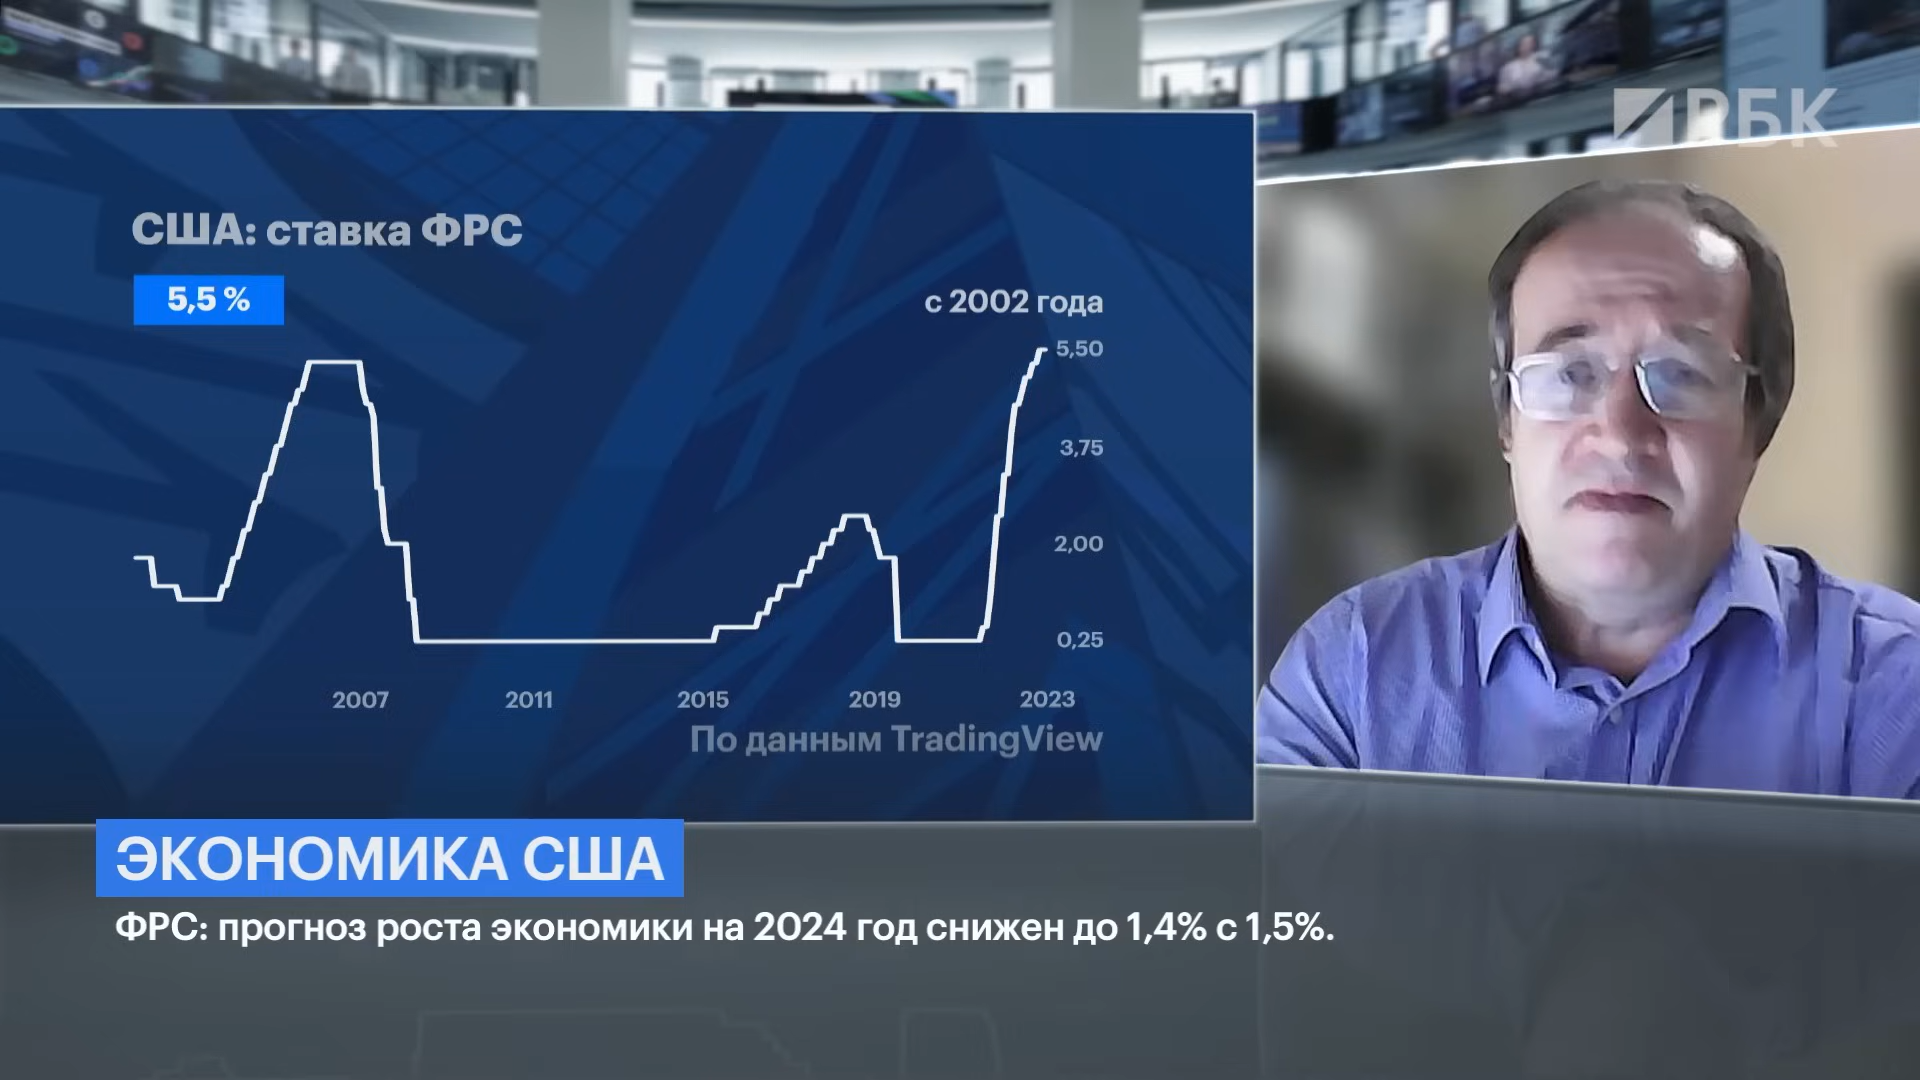 РБК
США: ставка ФРС
5,5 %
с 2002 года
5,50
3,75
2,00
0,25
2007 2011 2015 2019 2023
По данным TradingView
ЭКОНОМИКА США
ФРС: прогноз роста экономики на 2024 год снижен до 1,4% с 1,5%.